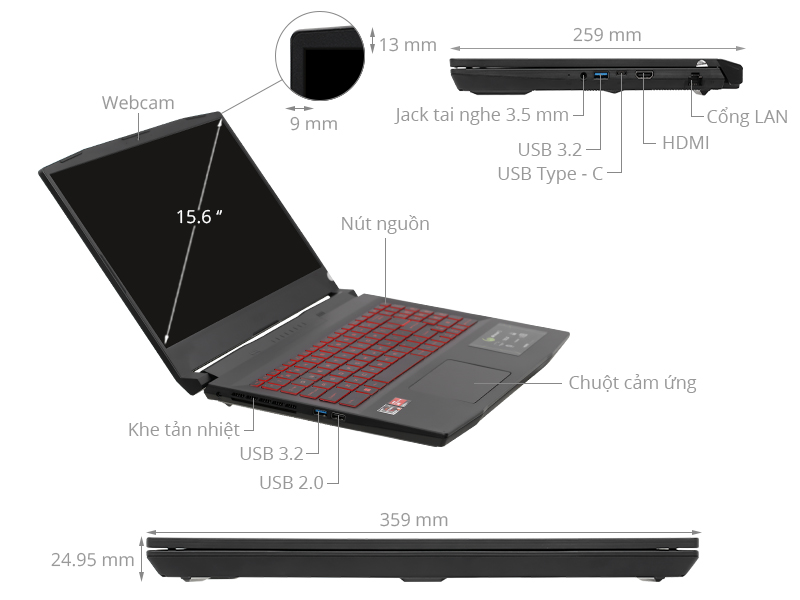 13 mm
259 mm
Webcam
9 mm
Jack tai nghe 3.5 mm
Cổng LAN
USB 3.2
HDMI
USB Type - C
15.6 “
Nút nguồn
Chuột cảm ứng
Khe tản nhiệt
USB 3.2
USB 2.0
359 mm
24.95 mm